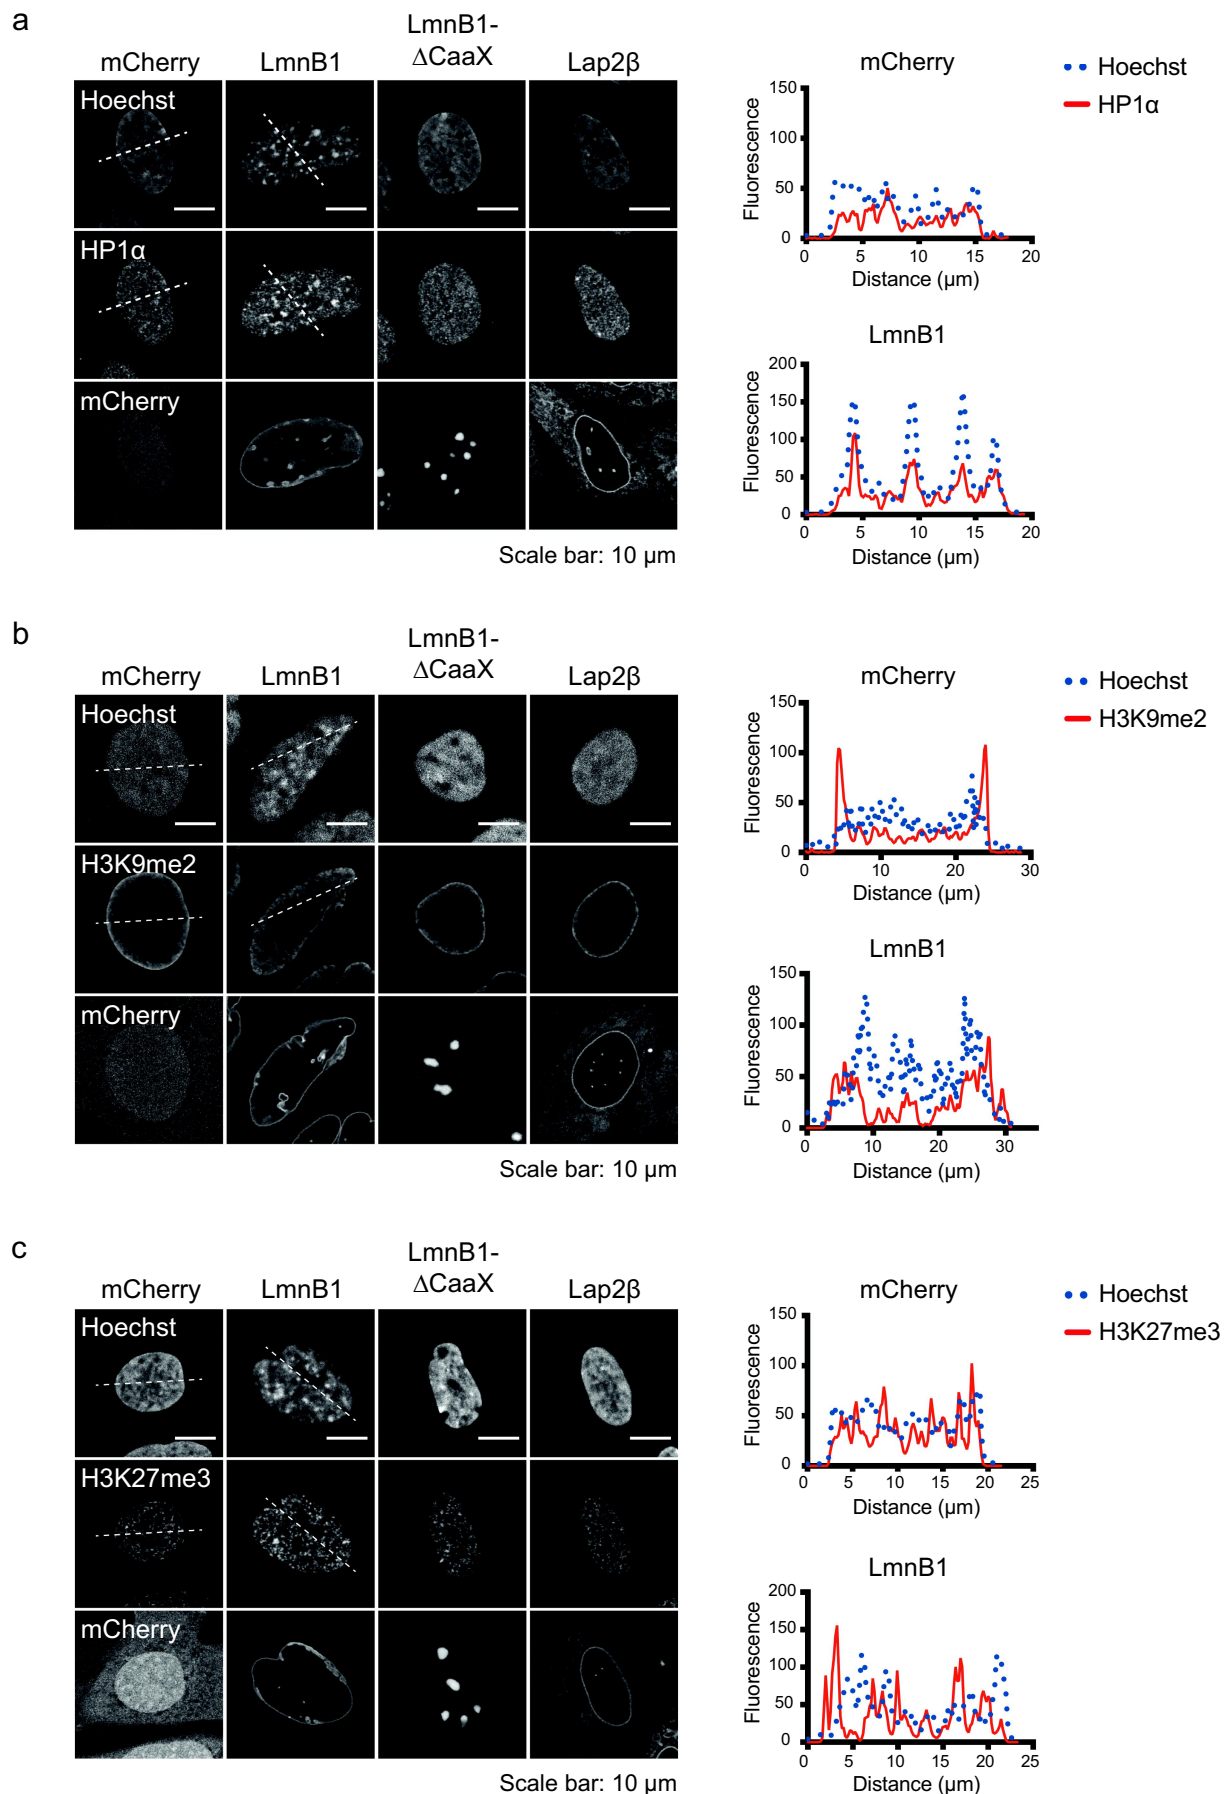 a
mCherry LmnB1 LmnB1-
ΔCaaX Lap2β
Hoechst
HP1α
mCherry
Scale bar: 10 µm
mCherry
Hoechst
HP1α
Fluorescence
150
100
50
0
0 5 10 15 20
Distance (µm)
LmnB1
Fluorescence
200
150
100
50
0
0 5 10 15 20
Distance (µm)
b
mCherry LmnB1 LmnB1-
ΔCaaX Lap2β
Hoechst
H3K9me2
mCherry
Scale bar: 10 µm
mCherry
Hoechst
H3K9me2
Fluorescence
150
100
50
0
0 10 20 30
Distance (µm)
LmnB1
Fluorescence
150
100
50
0
0 10 20 30
Distance (µm)
c
mCherry LmnB1 LmnB1-
ΔCaaX Lap2β
Hoechst
H3K27me3
mCherry
Scale bar: 10 µm
mCherry
Hoechst
H3K27me3
Fluorescence
150
100
50
0
0 5 10 15 20 25
Distance (µm)
LmnB1
Fluorescence
200
150
100
50
0
0 5 10 15 20 25
Distance (µm)